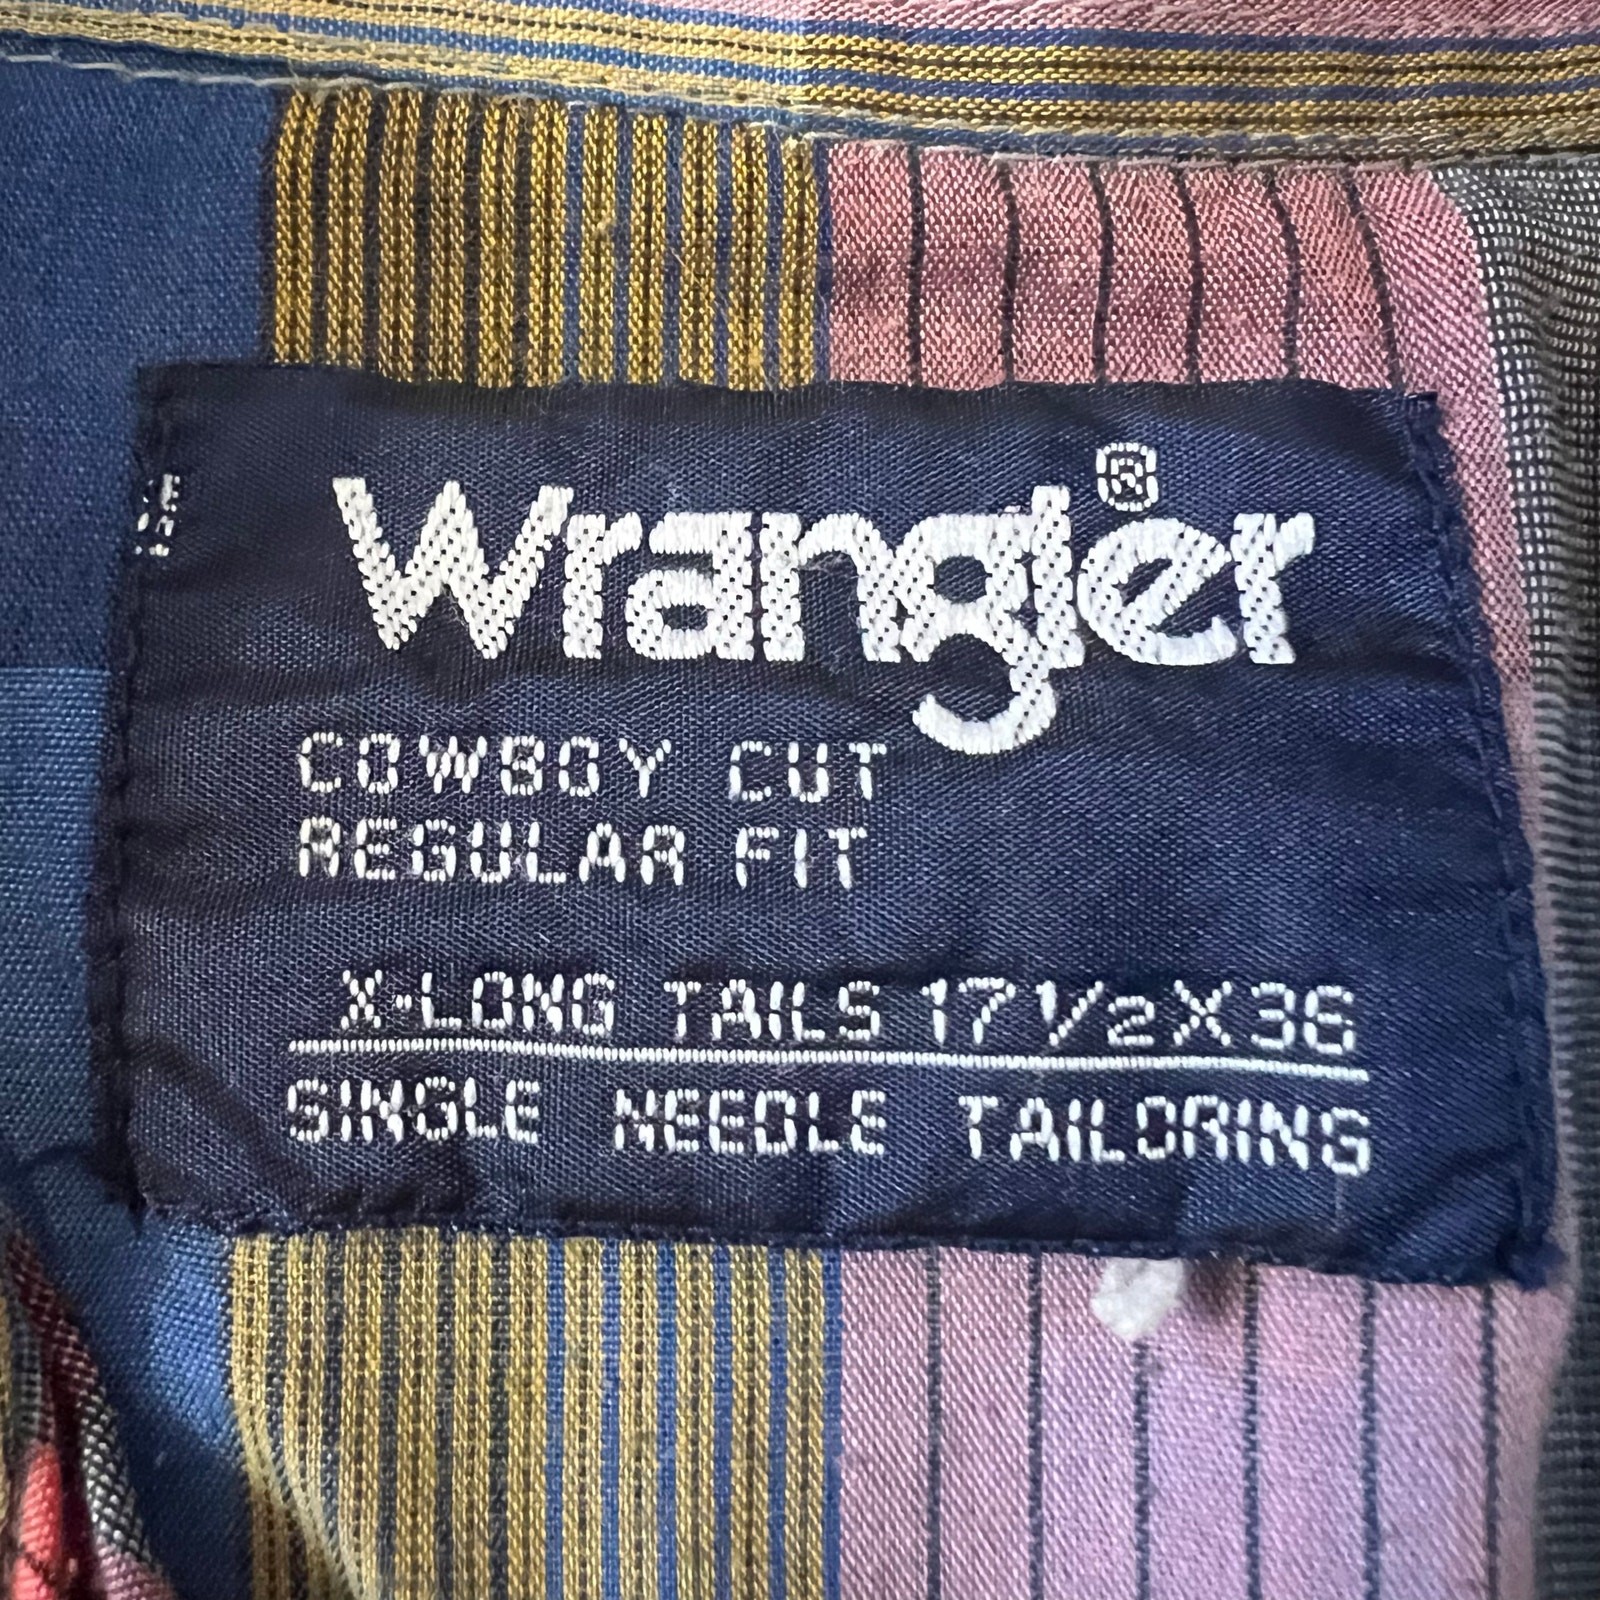 Wrangler®
COWBOY CUT
REGULAR FIT
X-LONG TAILS 17 1/2 X 36
SINGLE NEEDLE TAILORING